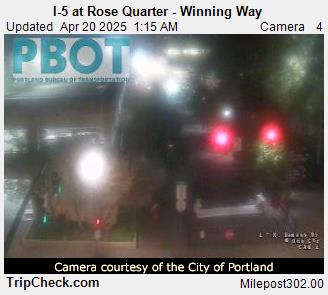 I-5 at Rose Quarter - Winning Way
Updated Apr 20 2025 1:15 AM Camera 4
PBOT
PORTLAND BUREAU OF TRANSPORTATION
Camera courtesy of the City of Portland
TripCheck.com Milepost302.00